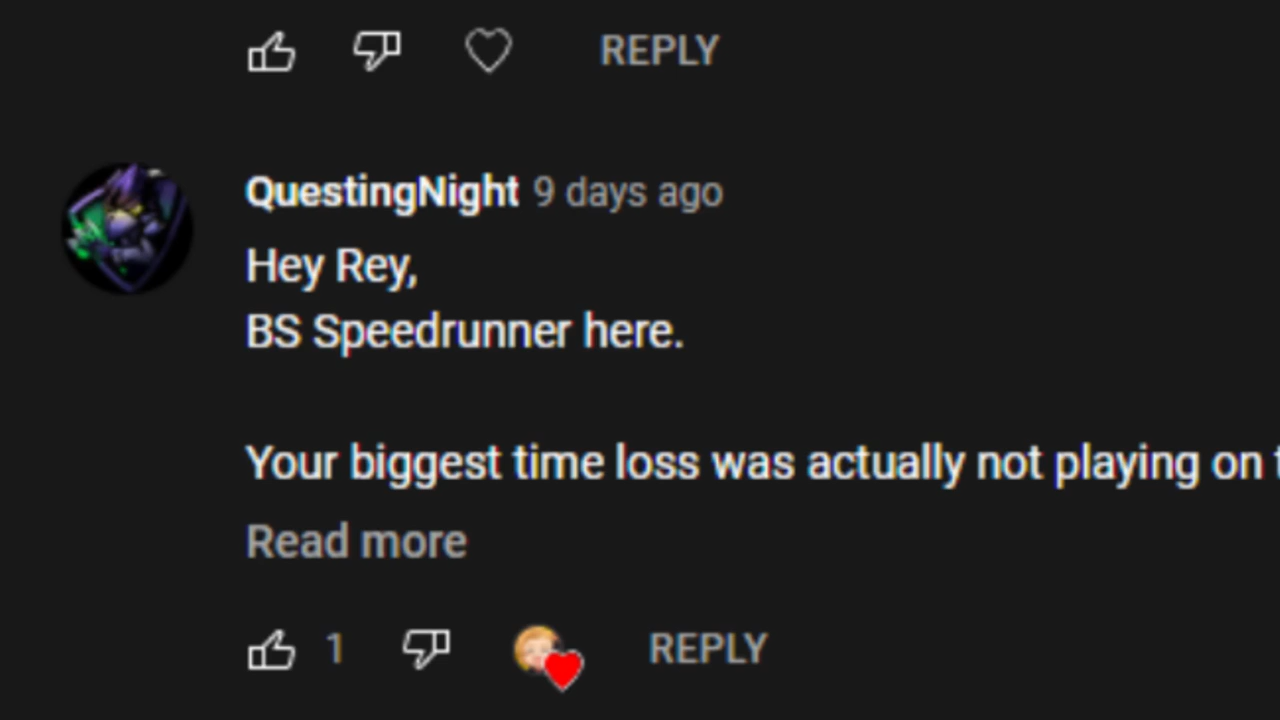 REPLY
QuestingNight 9 days ago
Hey Rey,
BS Speedrunner here.
Your biggest time loss was actually not playing on
Read more
1
REPLY